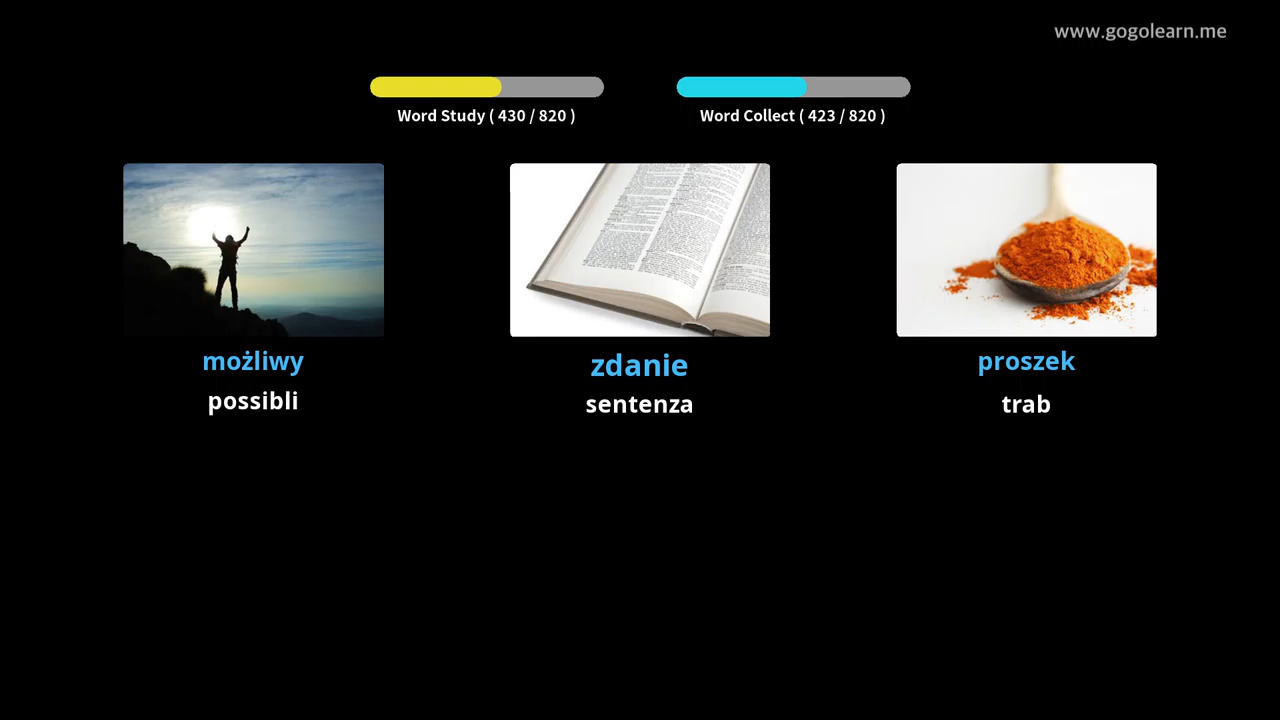 www.gogolearn.me
Word Study ( 430 / 820 )
Word Collect ( 423 / 820 )
możliwy
zdanie
proszek
possibli
sentenza
trab